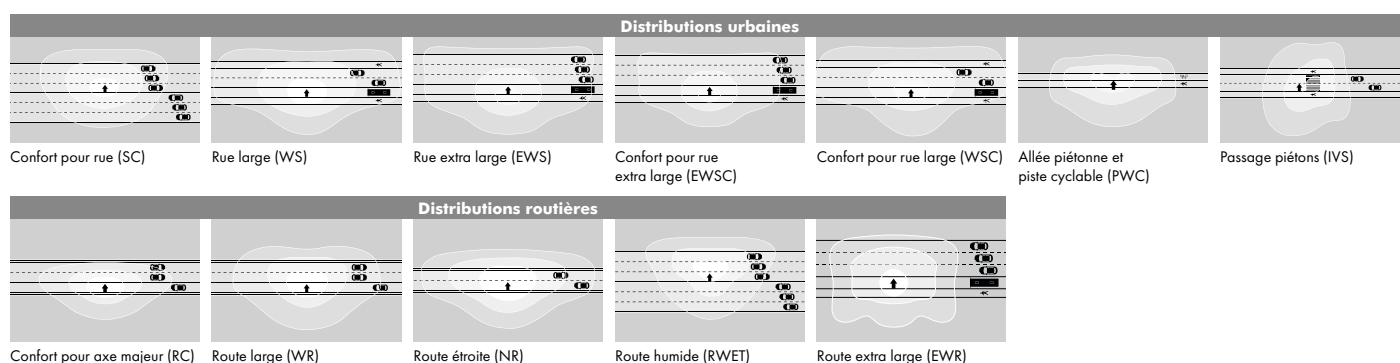 Distributions urbaines
Confort pour rue (SC)
Rue large (WS)
Rue extra large (EWS)
Confort pour rue
extra large (EWSC)
Confort pour rue large (WSC)
Allée piétonne et
piste cyclable (PWC)
Passage piétons (IVS)
Distributions routières
Confort pour axe majeur (RC)
Route large (WR)
Route étroite (NR)
Route humide (RWET)
Route extra large (EWR)